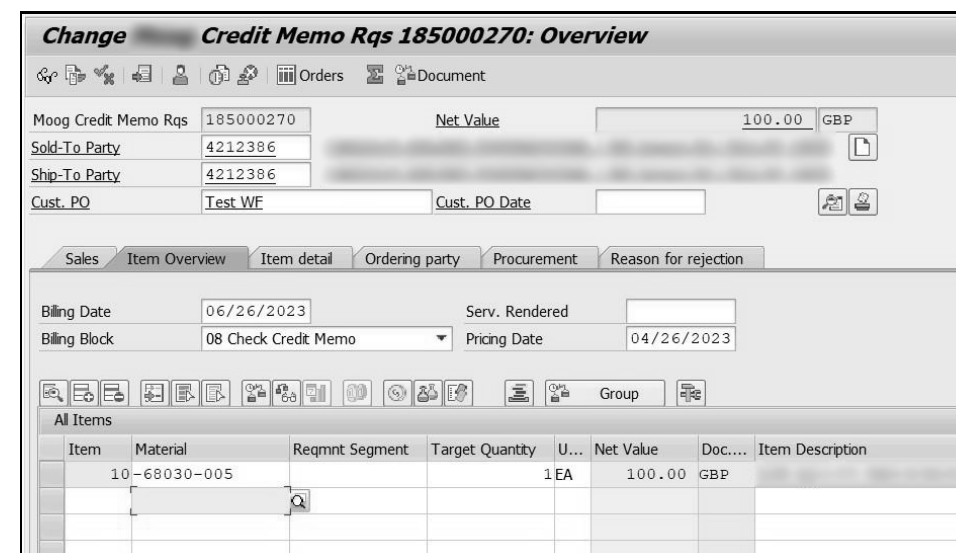 Change Credit Memo Rqs 185000270: Overview
Orders Document
Moog Credit Memo Rqs 185000270 Net Value 100.00 GBP
Sold-To Party 4212386
Ship-To Party 4212386
Cust. PO Test WF Cust. PO Date
Sales Item Overview Item detail Ordering party Procurement Reason for rejection
Billing Date 06/26/2023 Serv. Rendered
Billing Block 08 Check Credit Memo Pricing Date 04/26/2023
Group
All Items
Item Material Reqmnt Segment Target Quantity U... Net Value Doc.... Item Description
10 -68030-005 1 EA 100.00 GBP